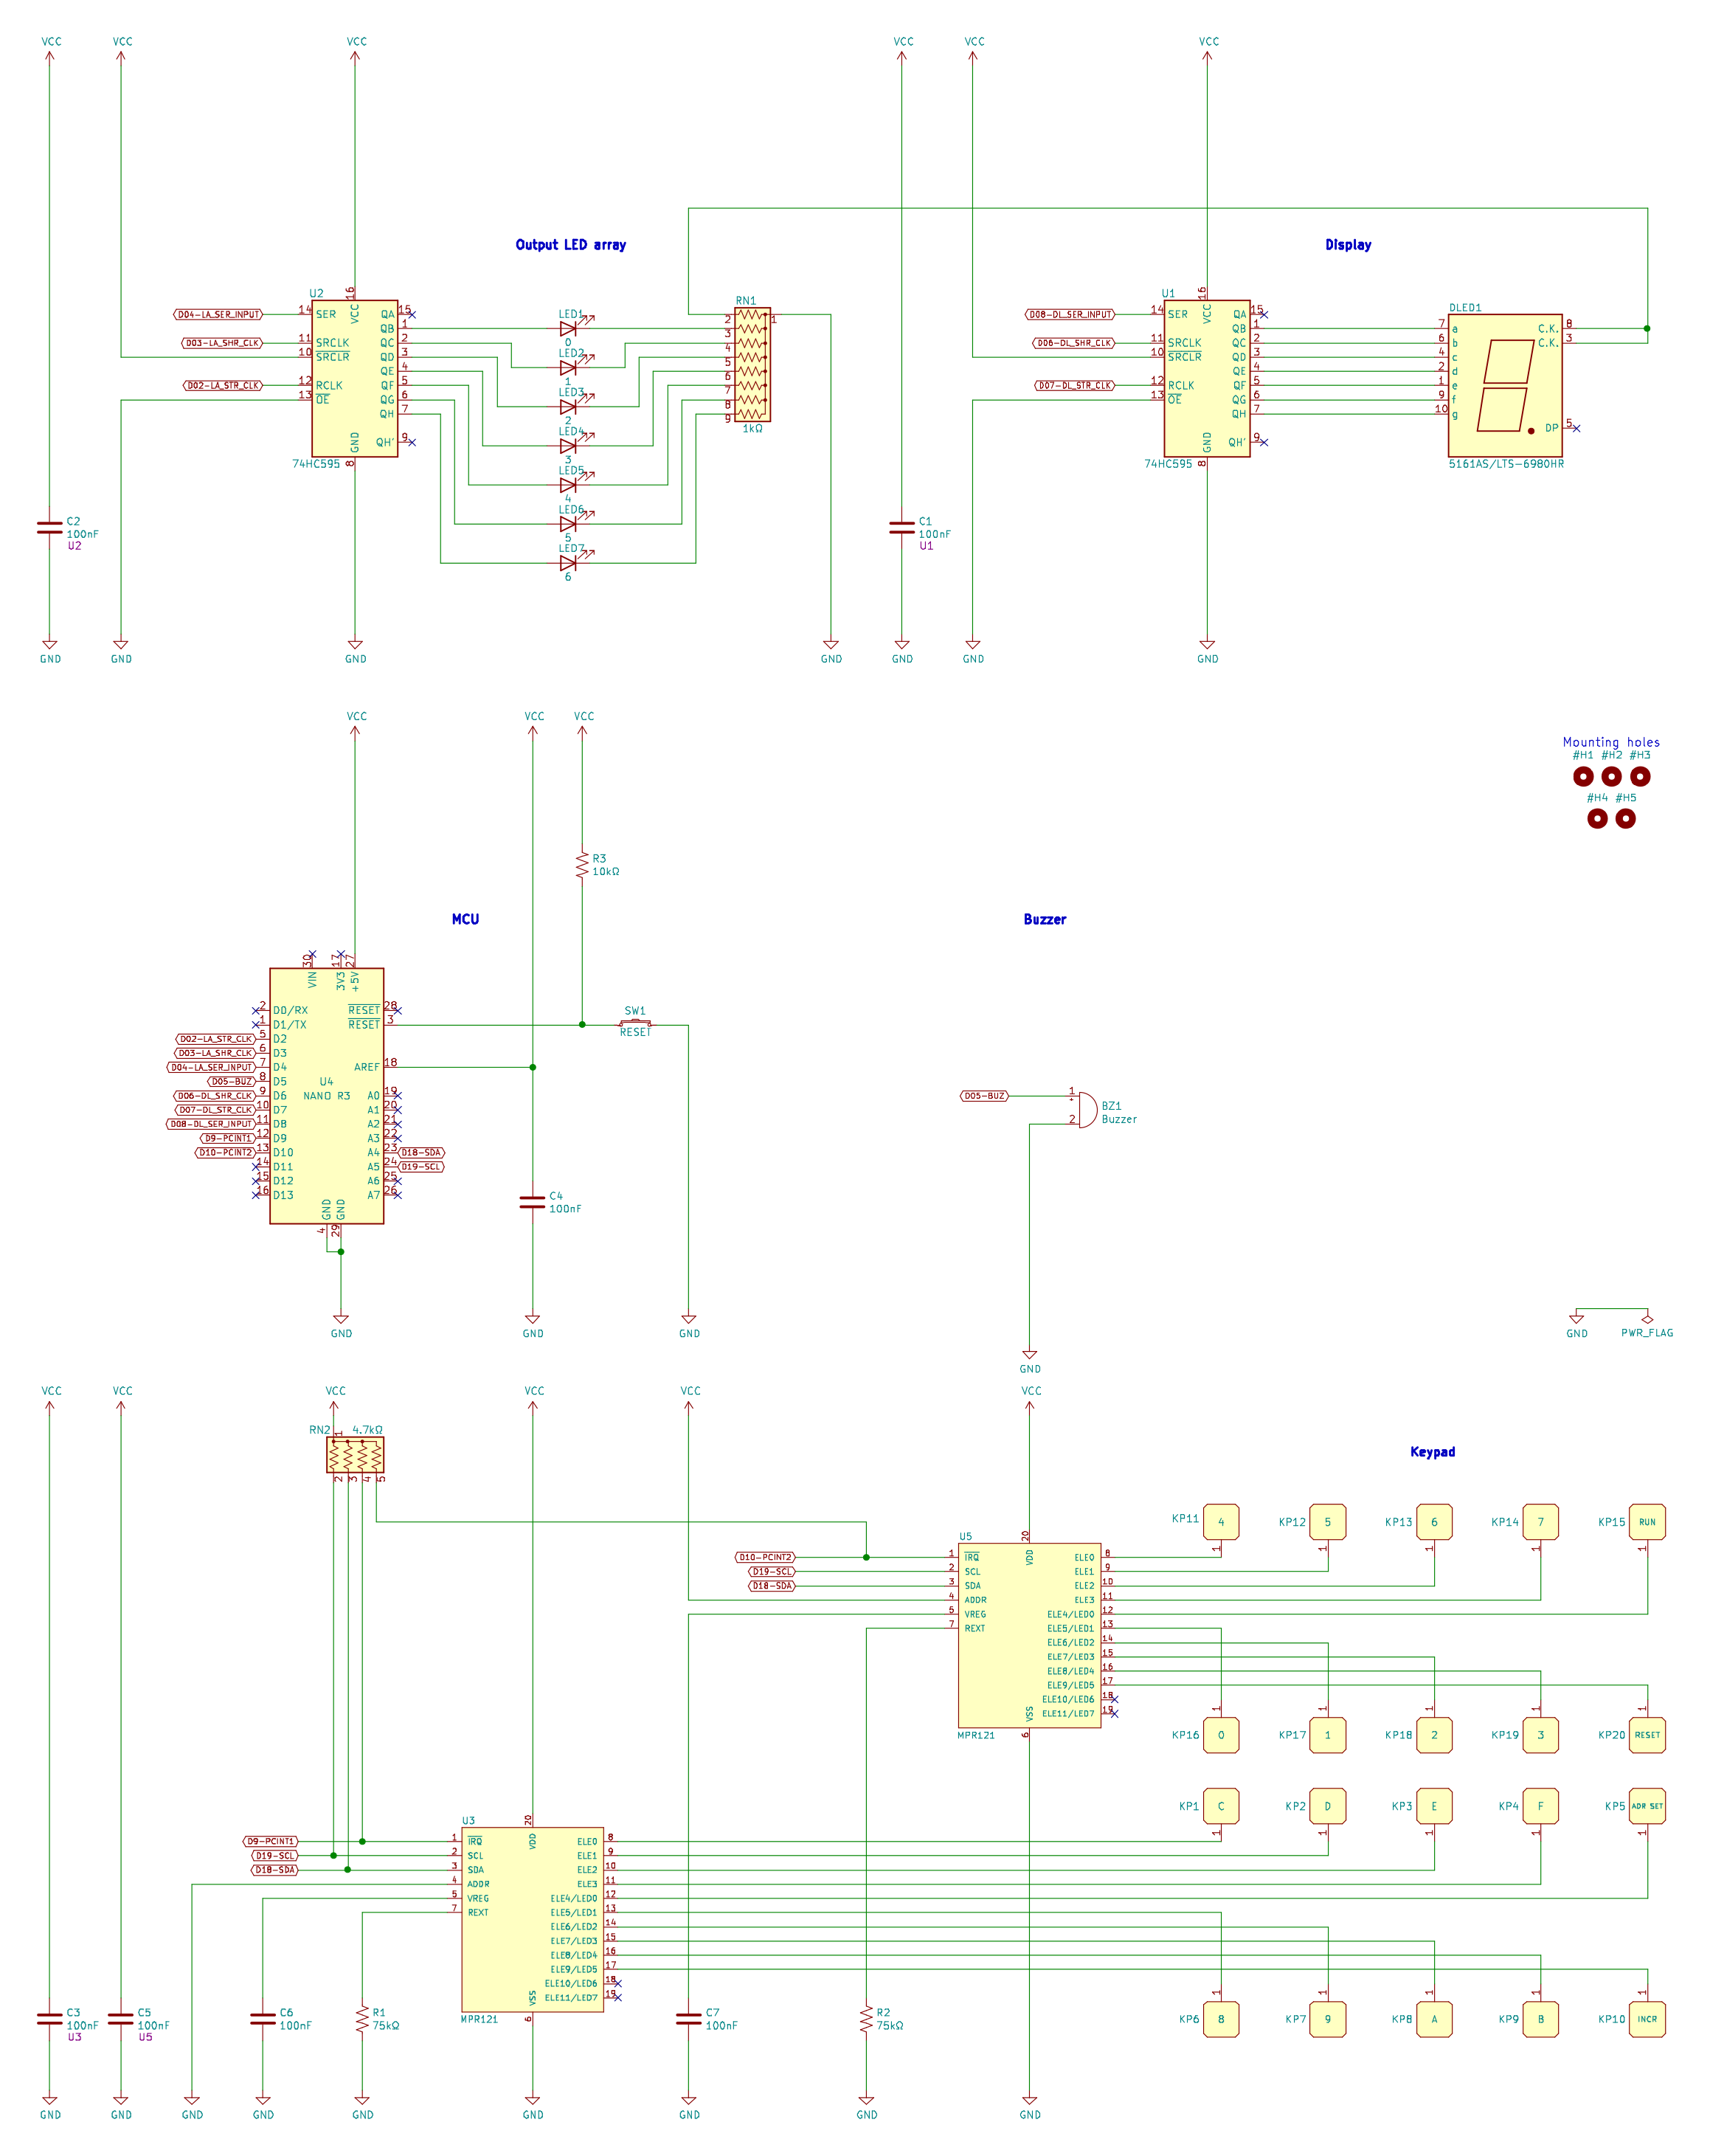 VCC
VCC
VCC
VCC
VCC
VCC
Output LED array
Display
U2
74HC595
16
VCC
D04-LA_SER_INPUT
14
SER
D03-LA_SHR_CLK
11
SRCLK
10
SRCLR
D02-LA_STR_CLK
12
RCLK
13
OE
QA
15
QB
1
QC
2
QD
3
QE
4
QF
5
QG
6
QH
7
QH'
9
GND
8
LED1
0
LED2
1
LED3
2
LED4
3
LED5
4
LED6
5
LED7
6
RN1
2
1
3
4
5
6
7
8
9
1kΩ
U1
74HC595
16
VCC
D08-DL_SER_INPUT
14
SER
D06-DL_SHR_CLK
11
SRCLK
10
SRCLR
D07-DL_STR_CLK
12
RCLK
13
OE
QA
15
QB
1
QC
2
QD
3
QE
4
QF
5
QG
6
QH
7
QH'
9
GND
8
DLED1
7
a
6
b
4
c
2
d
1
e
9
f
10
g
C.K.
8
C.K.
3
DP
5
5161AS/LTS-6980HR
C2
100nF
U2
C1
100nF
U1
GND
GND
GND
GND
GND
GND
GND
VCC
VCC
VCC
Mounting holes
#H1
#H2
#H3
#H4
#H5
R3
10kΩ
MCU
Buzzer
30
VIN
17
3V3
27
+5V
2
D0/RX
1
D1/TX
D02-LA_STR_CLK
5
D2
D03-LA_SHR_CLK
6
D3
D04-LA_SER_INPUT
7
D4
D05-BUZ
8
D5
D06-DL_SHR_CLK
9
D6
D07-DL_STR_CLK
10
D7
D08-DL_SER_INPUT
11
D8
D9-PCINT1
12
D9
D10-PCINT2
13
D10
14
D11
15
D12
16
D13
U4
NANO R3
RESET
28
RESET
3
AREF
18
A0
19
A1
20
A2
21
A3
22
A4
23
D18-SDA
A5
24
D19-SCL
A6
25
A7
26
GND
4
GND
29
SW1
RESET
D05-BUZ
1
+
2
BZ1
Buzzer
C4
100nF
GND
GND
GND
GND
GND
PWR_FLAG
VCC
VCC
VCC
VCC
VCC
VCC
RN2
4.7kΩ
1
2
3
4
5
Keypad
KP11
4
1
KP12
5
1
KP13
6
1
KP14
7
1
KP15
RUN
1
U5
MPR121
20
VDD
D10-PCINT2
1
IRQ
D19-SCL
2
SCL
D18-SDA
3
SDA
4
ADDR
5
VREG
7
REXT
ELE0
8
ELE1
9
ELE2
10
ELE3
11
ELE4/LED0
12
ELE5/LED1
13
ELE6/LED2
14
ELE7/LED3
15
ELE8/LED4
16
ELE9/LED5
17
ELE10/LED6
18
ELE11/LED7
19
VSS
6
1
KP16
0
1
KP17
1
1
KP18
2
1
KP19
3
1
KP20
RESET
KP1
C
1
KP2
D
1
KP3
E
1
KP4
F
1
KP5
ADR SET
1
U3
MPR121
20
VDD
D9-PCINT1
1
IRQ
D19-SCL
2
SCL
D18-SDA
3
SDA
4
ADDR
5
VREG
7
REXT
ELE0
8
ELE1
9
ELE2
10
ELE3
11
ELE4/LED0
12
ELE5/LED1
13
ELE6/LED2
14
ELE7/LED3
15
ELE8/LED4
16
ELE9/LED5
17
ELE10/LED6
18
ELE11/LED7
19
VSS
6
1
KP6
8
1
KP7
9
1
KP8
A
1
KP9
B
1
KP10
INCR
C3
100nF
U3
C5
100nF
U5
C6
100nF
R1
75kΩ
C7
100nF
R2
75kΩ
GND
GND
GND
GND
GND
GND
GND
GND
GND